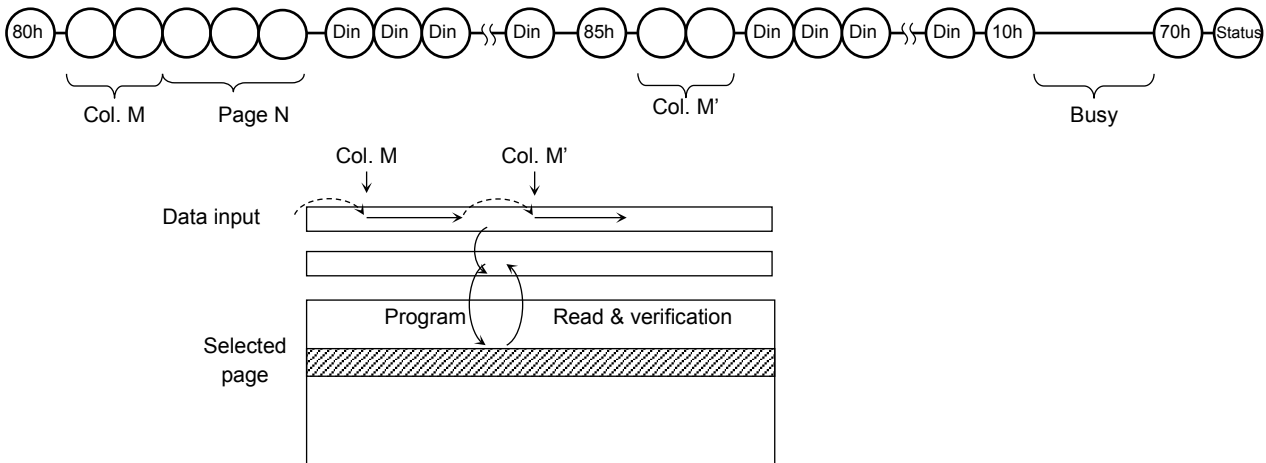 80h Din Din Din Din 85h Din Din Din Din 10h 70h Status
Col. M Page N Col. M’ Busy
Col. M Col. M’
Data input
Program Read & verification
Selected
page